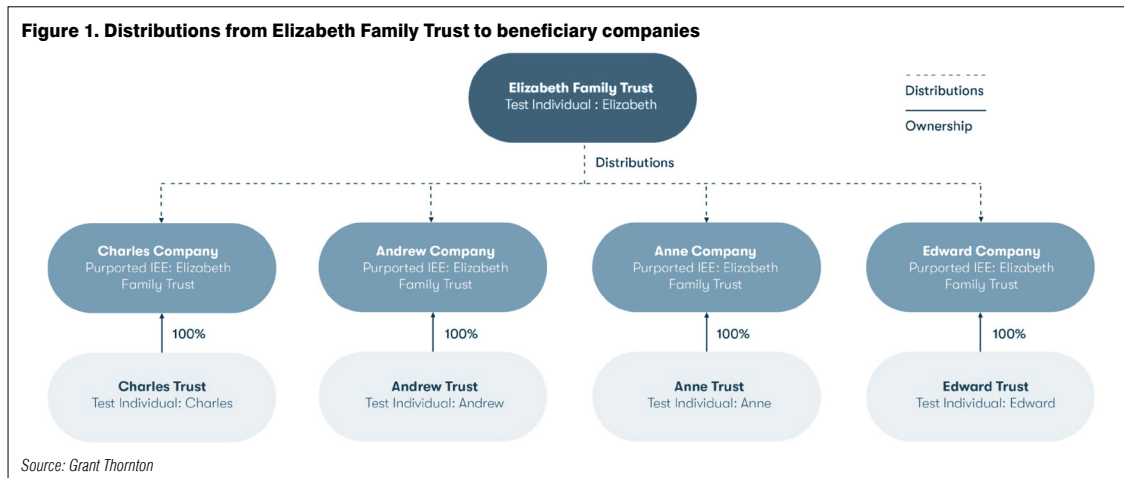 Figure 1. Distributions from Elizabeth Family Trust to beneficiary companies
Elizabeth Family Trust
Test Individual : Elizabeth
Distributions
Ownership
Distributions
Charles Company
Purported IEE: Elizabeth
Family Trust
Andrew Company
Purported IEE: Elizabeth
Family Trust
Anne Company
Purported IEE: Elizabeth
Family Trust
Edward Company
Purported IEE: Elizabeth
Family Trust
100%
100%
100%
100%
Charles Trust
Test Individual: Charles
Andrew Trust
Test Individual: Andrew
Anne Trust
Test Individual: Anne
Edward Trust
Test Individual: Edward
Source: Grant Thornton